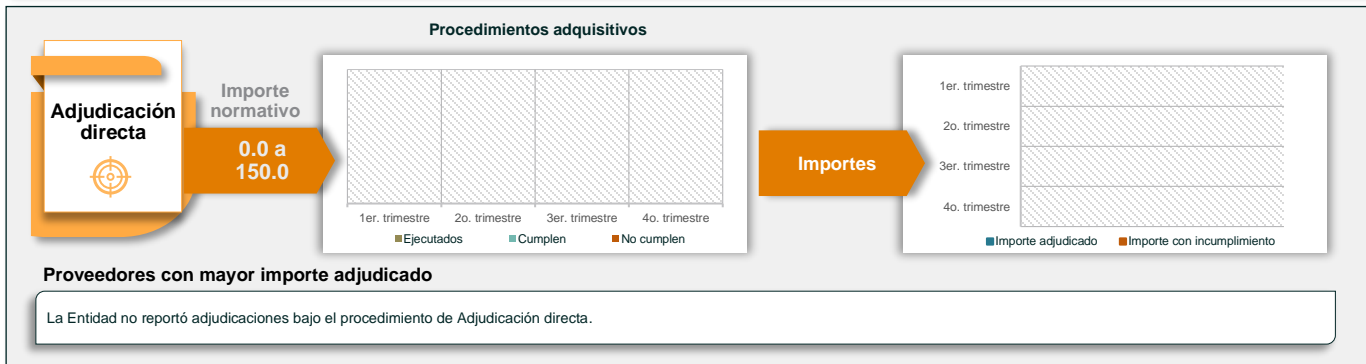 Procedimientos adquisitivos
Adjudicación
directa
Importe
normativo
0.0 a
150.0
1er. trimestre
2o. trimestre
3er. trimestre
4o. trimestre
Ejecutados
Cumplen
No cumplen
Importes
1er. trimestre
2o. trimestre
3er. trimestre
4o. trimestre
Importe adjudicado
Importe con incumplimiento
Proveedores con mayor importe adjudicado
La Entidad no reportó adjudicaciones bajo el procedimiento de Adjudicación directa.